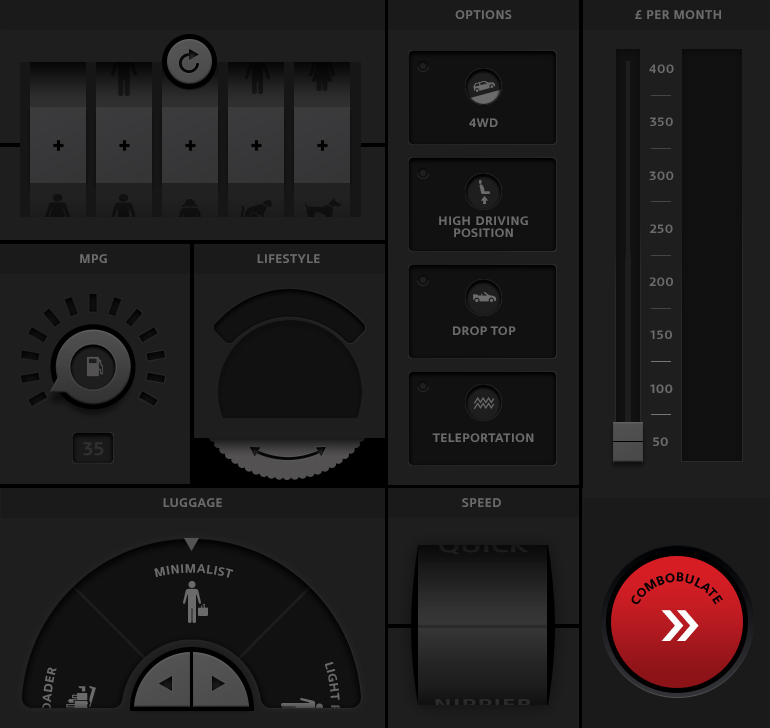 OPTIONS
£ PER MONTH
4WD
HIGH DRIVING
POSITION
DROP TOP
TELEPORTATION
400
350
300
250
200
150
100
50
MPG
35
LIFESTYLE
LUGGAGE
MINIMALIST
LIGHT
SPEED
QUICK
NIPPIER
COMBOBULATE